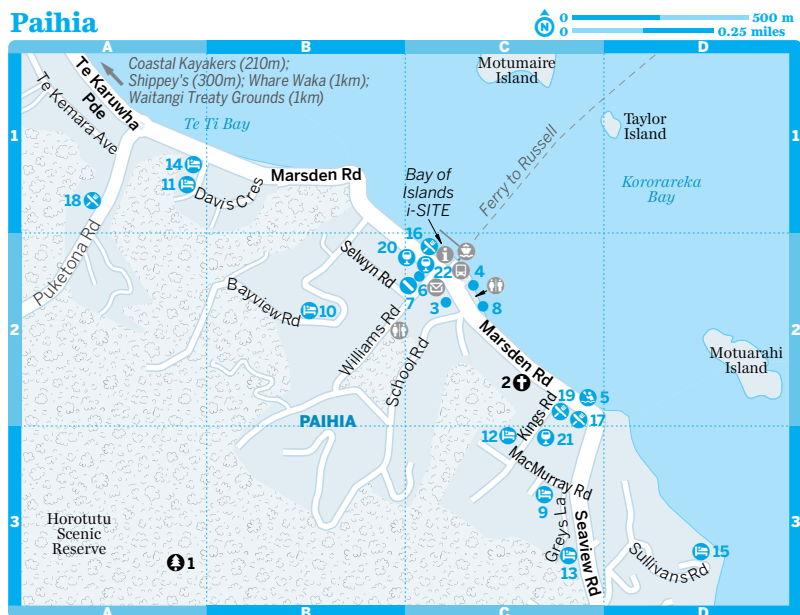 Paihia
N
0 500 m
0 0.25 miles
A B C D
Coastal Kayakers (210m);
Shippey's (300m); Whare Waka (1km);
Waitangi Treaty Grounds (1km)
Motumaire
Island
Te Karuwha
Pde
Te Kemara Ave
Te Ti Bay
Taylor
Island
1
1
14
Marsden Rd
Bay of
Islands
i-SITE
Ferry to Russell
Kororareka
Bay
11
Davis Cres
18
Puketona Rd
16
20
Selwyn Rd
i
22
4
6
7
3
8
Bayview Rd
10
Williams Rd
School Rd
2
2
Marsden Rd
Motuarahi
Island
2
19
5
17
Kings Rd
PAIHIA
12
21
MacMurray Rd
9
Greys La
Seaview Rd
3
3
Horotutu
Scenic
Reserve
1
13
15
Sullivans Rd
A B C D